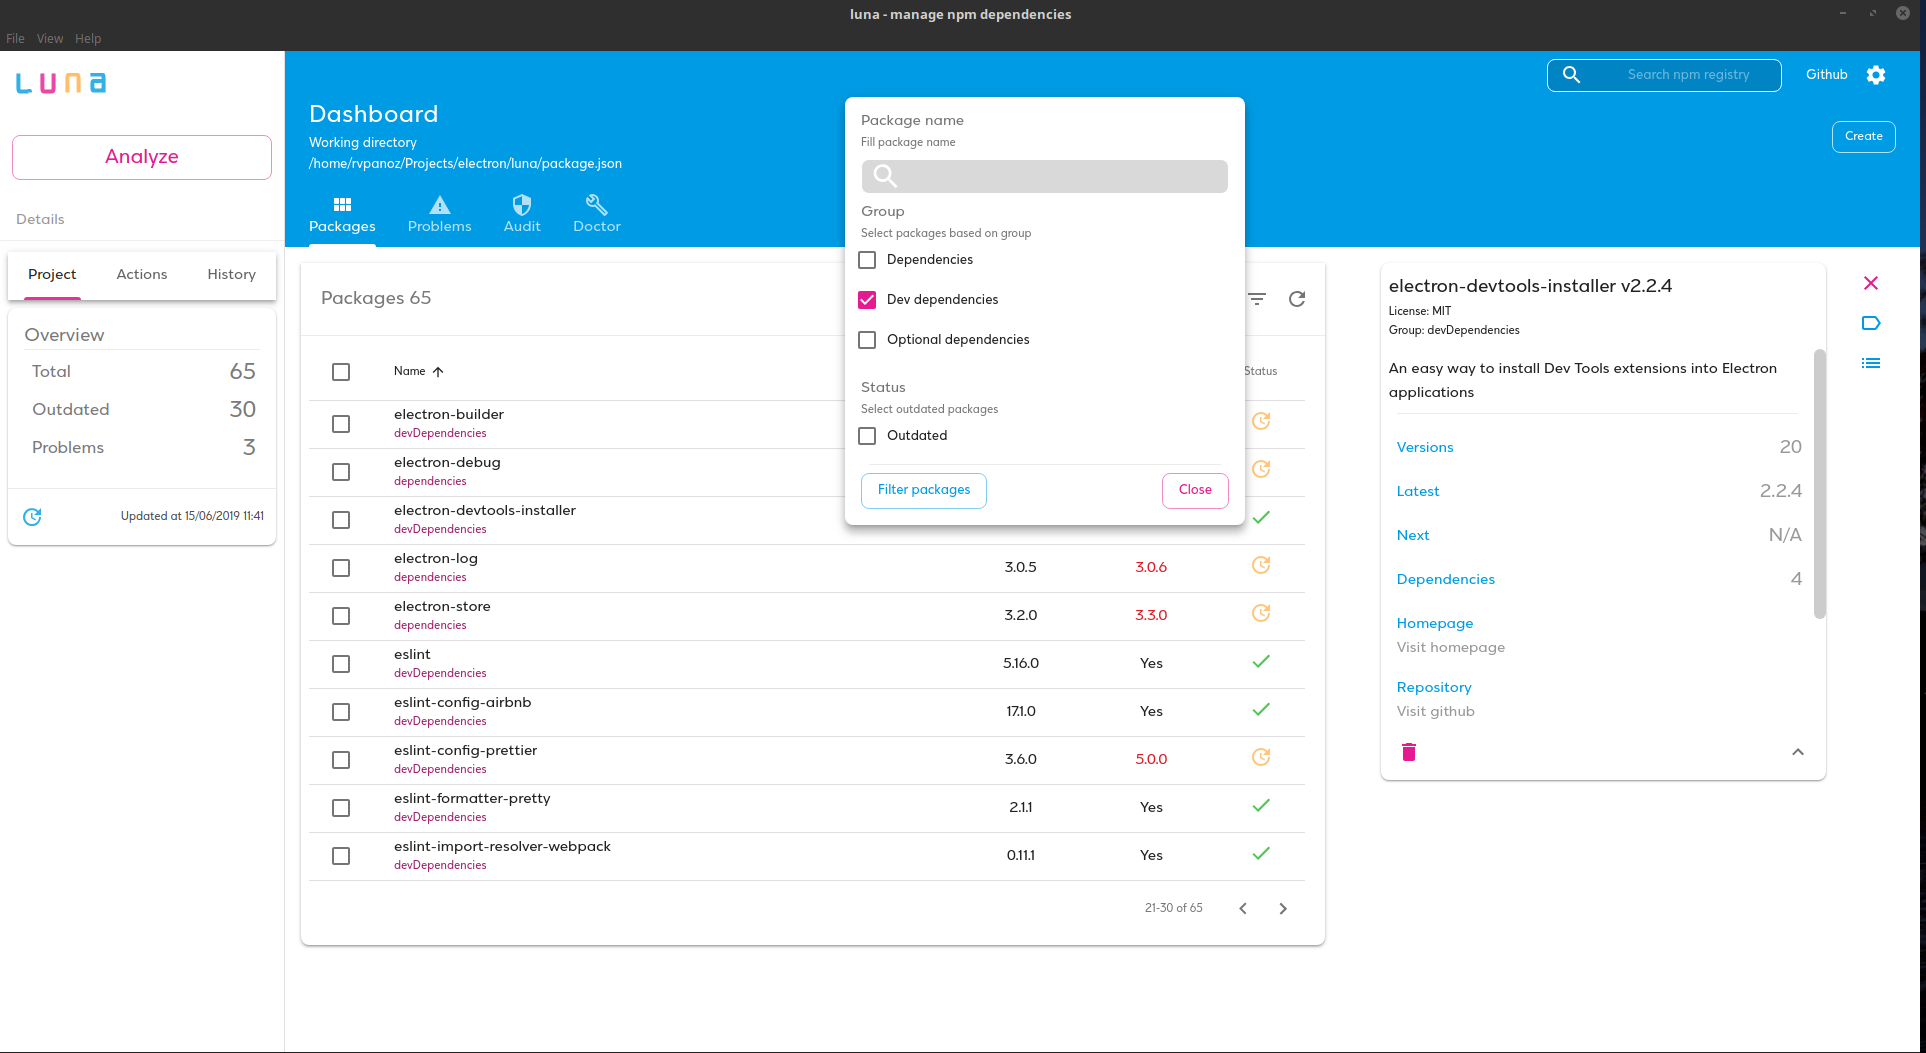 luna - manage npm dependencies
File View Help
LUNA
Search npm registry
Github
Dashboard
Working directory
/home/rvpanoz/Projects/electron/luna/package.json
Create
Analyze
Details
Packages Problems Audit Doctor
Project Actions History
Overview
Total 65
Outdated 30
Problems 3
Updated at 15/06/2019 11:41
Packages 65
Name Status
electron-builder
devDependencies
electron-debug
dependencies
electron-devtools-installer
devDependencies
electron-log 3.0.5 3.0.6
dependencies
electron-store 3.2.0 3.3.0
dependencies
eslint 5.16.0 Yes
devDependencies
eslint-config-airbnb 17.1.0 Yes
devDependencies
eslint-config-prettier 3.6.0 5.0.0
devDependencies
eslint-formatter-pretty 2.1.1 Yes
devDependencies
eslint-import-resolver-webpack 0.11.1 Yes
devDependencies
21-30 of 65
Package name
Fill package name
Group
Select packages based on group
Dependencies
Dev dependencies
Optional dependencies
Status
Select outdated packages
Outdated
Filter packages Close
electron-devtools-installer v2.2.4
License: MIT
Group: devDependencies
An easy way to install Dev Tools extensions into Electron
applications
Versions 20
Latest 2.2.4
Next N/A
Dependencies 4
Homepage
Visit homepage
Repository
Visit github